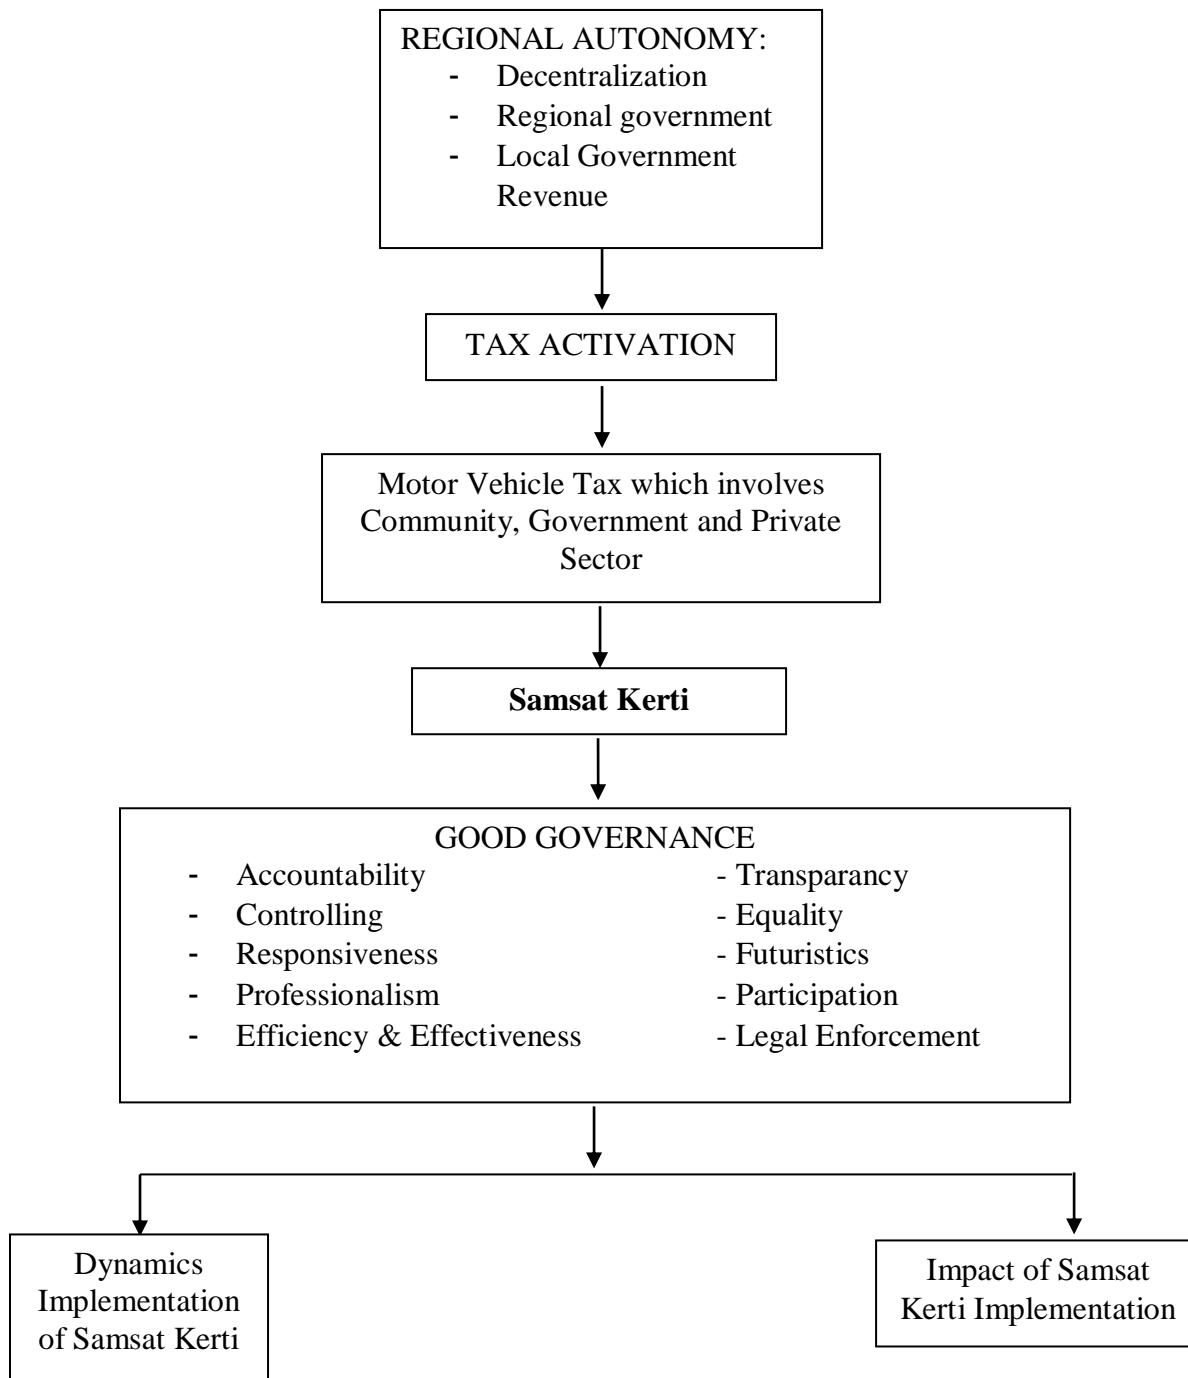 REGIONAL AUTONOMY:
- Decentralization
- Regional government
- Local Government
Revenue
TAX ACTIVATION
Motor Vehicle Tax which involves
Community, Government and Private
Sector
Samsat Kerti
GOOD GOVERNANCE
- Accountability - Transparancy
- Controlling - Equality
- Responsiveness - Futuristics
- Professionalism - Participation
- Efficiency & Effectiveness - Legal Enforcement
Dynamics
Implementation
of Samsat Kerti
Impact of Samsat
Kerti Implementation